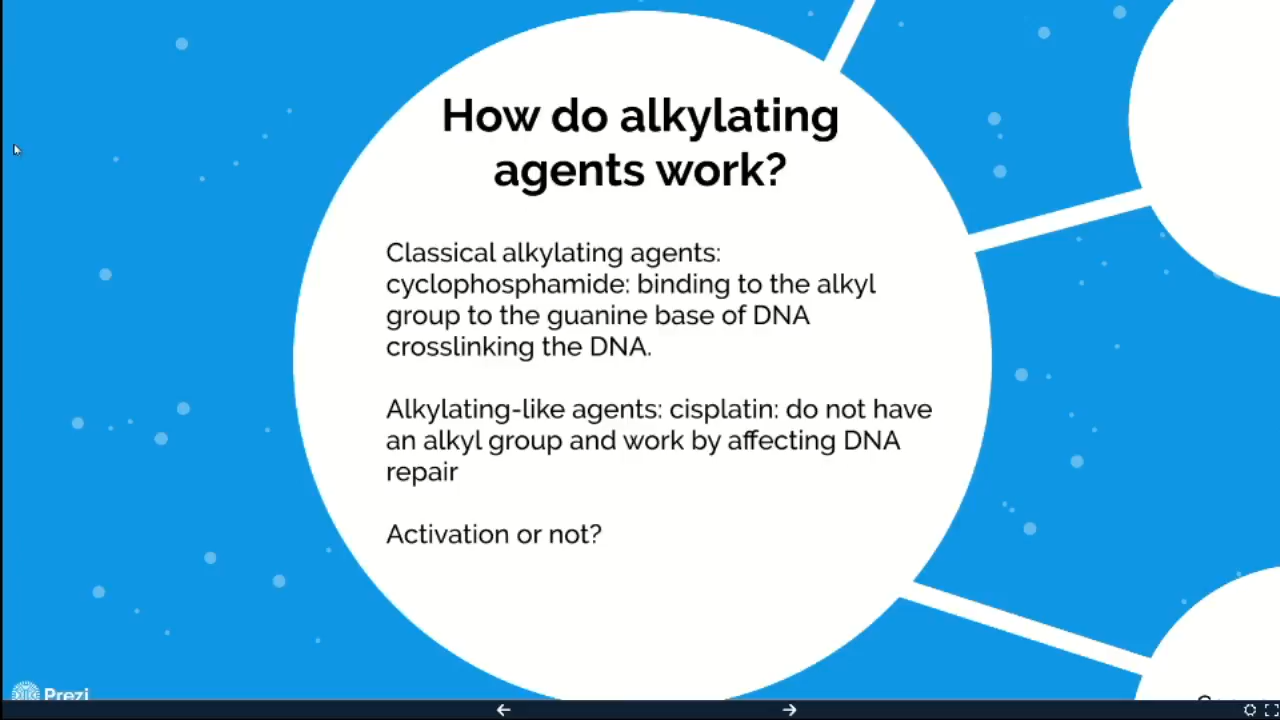 How do alkylating
agents work?
Classical alkylating agents:
cyclophosphamide: binding to the alkyl
group to the guanine base of DNA
crosslinking the DNA.
Alkylating-like agents: cisplatin: do not have
an alkyl group and work by affecting DNA
repair
Activation or not?
Prezi